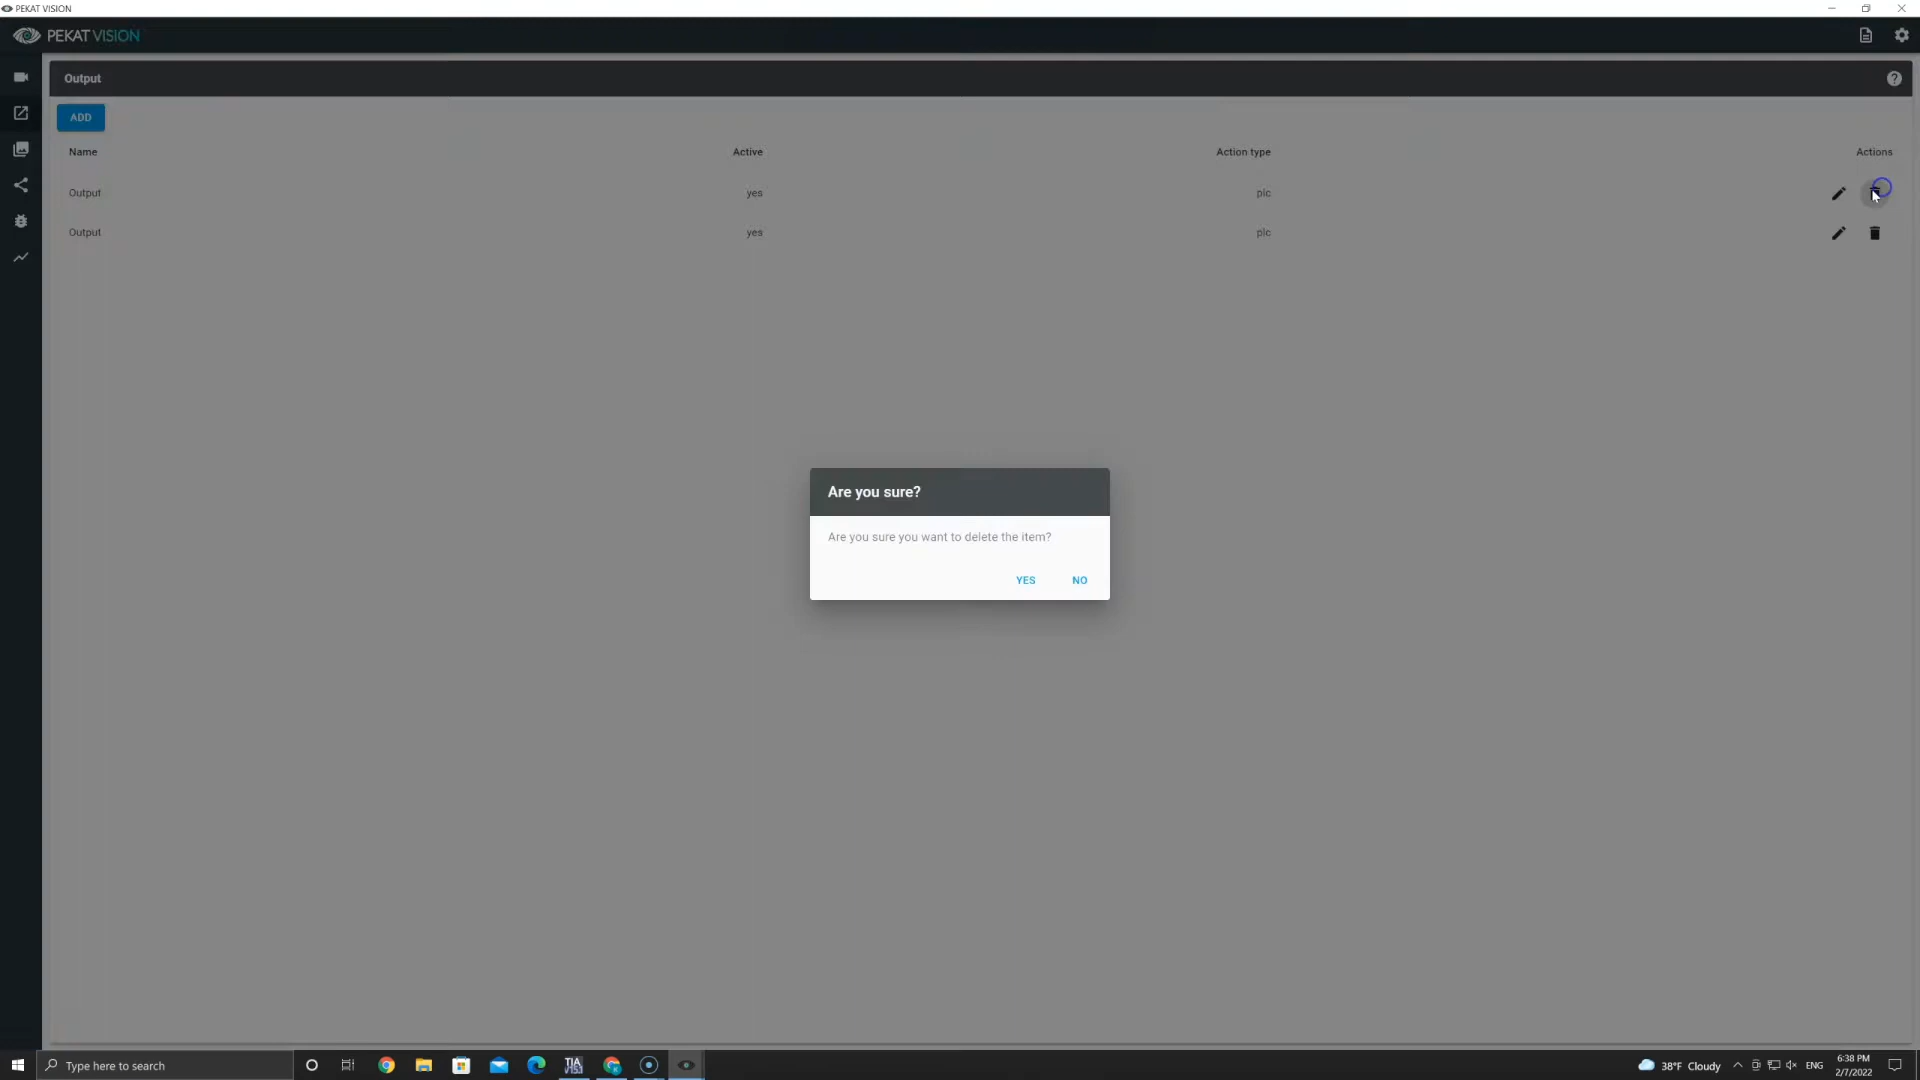 PEKAT VISION
PEKAT VISION
Output
ADD
Name Active Action type Actions
Output yes plc
Output yes plc
Are you sure?
Are you sure you want to delete the item?
YES NO
Type here to search
38°F Cloudy
ENG
6:38 PM
2/7/2022